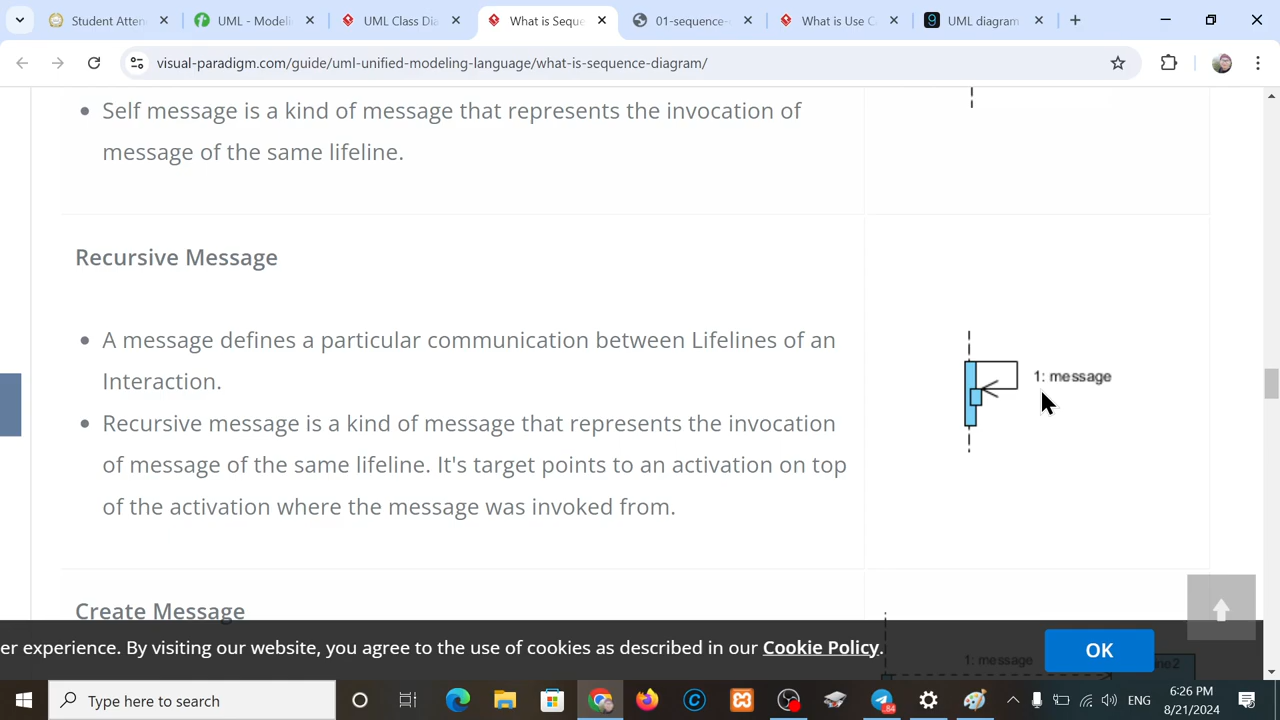 Student Atten
UML - Modelin
UML Class Dia
What is Seque
01-sequence-
What is Use C
UML diagram
visual-paradigm.com/guide/uml-unified-modeling-language/what-is-sequence-diagram/
Self message is a kind of message that represents the invocation of
message of the same lifeline.
Recursive Message
A message defines a particular communication between Lifelines of an
Interaction.
1: message
Recursive message is a kind of message that represents the invocation
of message of the same lifeline. It's target points to an activation on top
of the activation where the message was invoked from.
Create Message
er experience. By visiting our website, you agree to the use of cookies as described in our Cookie Policy.
OK
1: message
ne2
Type here to search
84
ENG
6:26 PM
8/21/2024